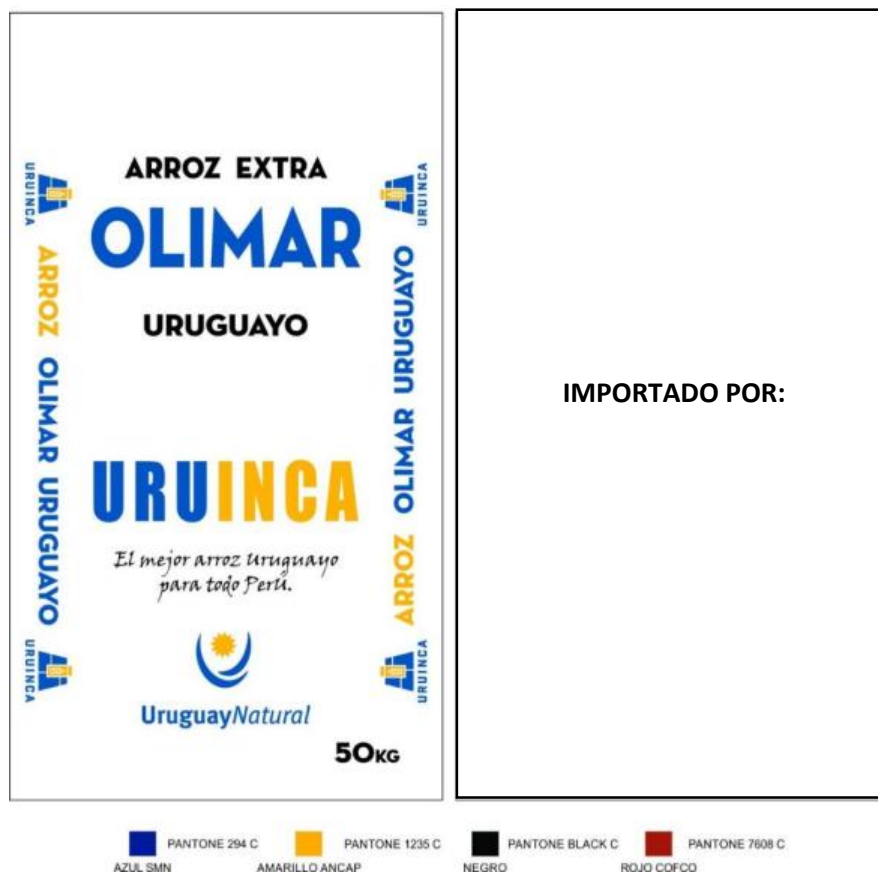 ARROZ EXTRA
OLIMAR
URUGUAYO
URUINCA
El mejor arroz Uruguayo
para todo Perú.
UruguayNatural
50KG
URUINCA
ARROZ OLIMAR URUGUAYO
URUINCA
URUINCA
ARROZ OLIMAR URUGUAYO
URUINCA
IMPORTADO POR:
PANTONE 294 C
PANTONE 1235 C
PANTONE BLACK C
PANTONE 7608 C
AZUL SMN
AMARILLO ANCAP
NEGRO
ROJO COFCO